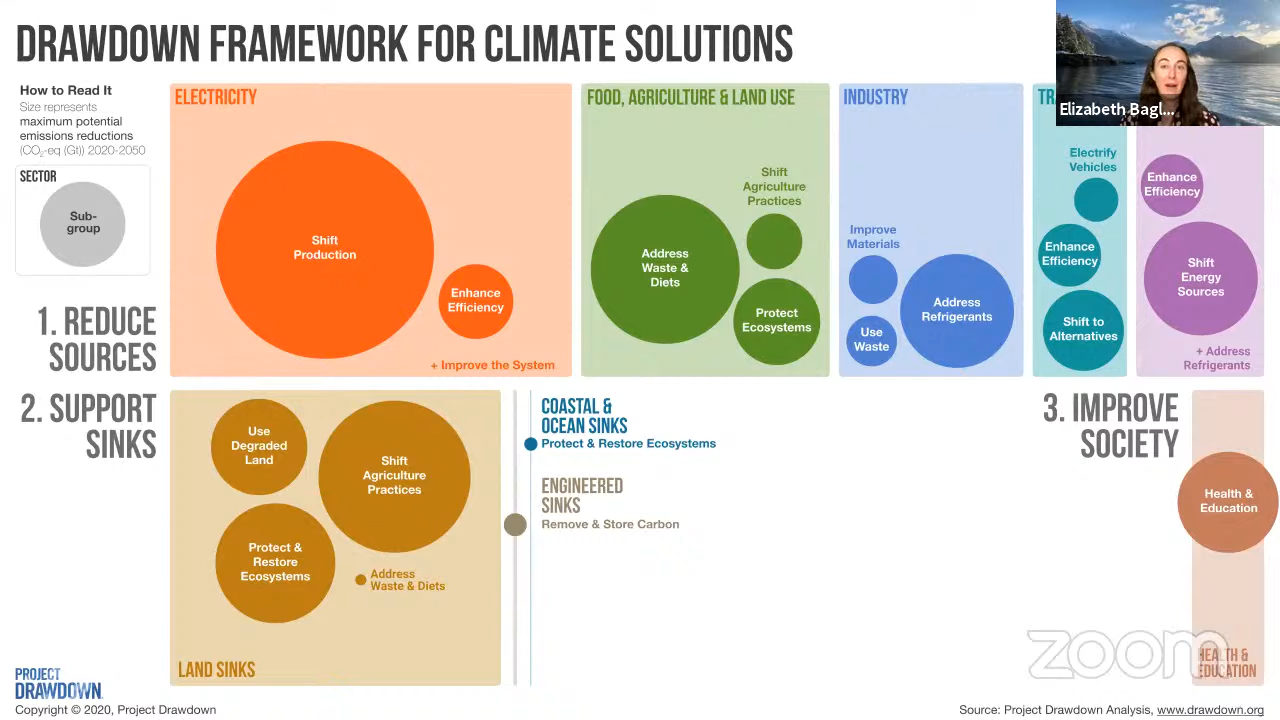 DRAWDOWN FRAMEWORK FOR CLIMATE SOLUTIONS
Elizabeth Bagl...
How to Read It
Size represents
maximum potential
emissions reductions
(CO₂-eq (Gt)) 2020-2050
SECTOR
Sub-
group
1. REDUCE
SOURCES
ELECTRICITY
Shift
Production
Enhance
Efficiency
+ Improve the System
FOOD, AGRICULTURE & LAND USE
Address
Waste &
Diets
Shift
Agriculture
Practices
Protect
Ecosystems
INDUSTRY
Improve
Materials
Use
Waste
Address
Refrigerants
TR
Electrify
Vehicles
Enhance
Efficiency
Shift to
Alternatives
Enhance
Efficiency
Shift
Energy
Sources
+ Address
Refrigerants
2. SUPPORT
SINKS
Use
Degraded
Land
Shift
Agriculture
Practices
Protect &
Restore
Ecosystems
Address
Waste & Diets
LAND SINKS
COASTAL &
OCEAN SINKS
Protect & Restore Ecosystems
ENGINEERED
SINKS
Remove & Store Carbon
3. IMPROVE
SOCIETY
Health &
Education
HEALTH &
EDUCATION
zoom
PROJECT
DRAWDOWN.
Copyright © 2020, Project Drawdown
Source: Project Drawdown Analysis, www.drawdown.org